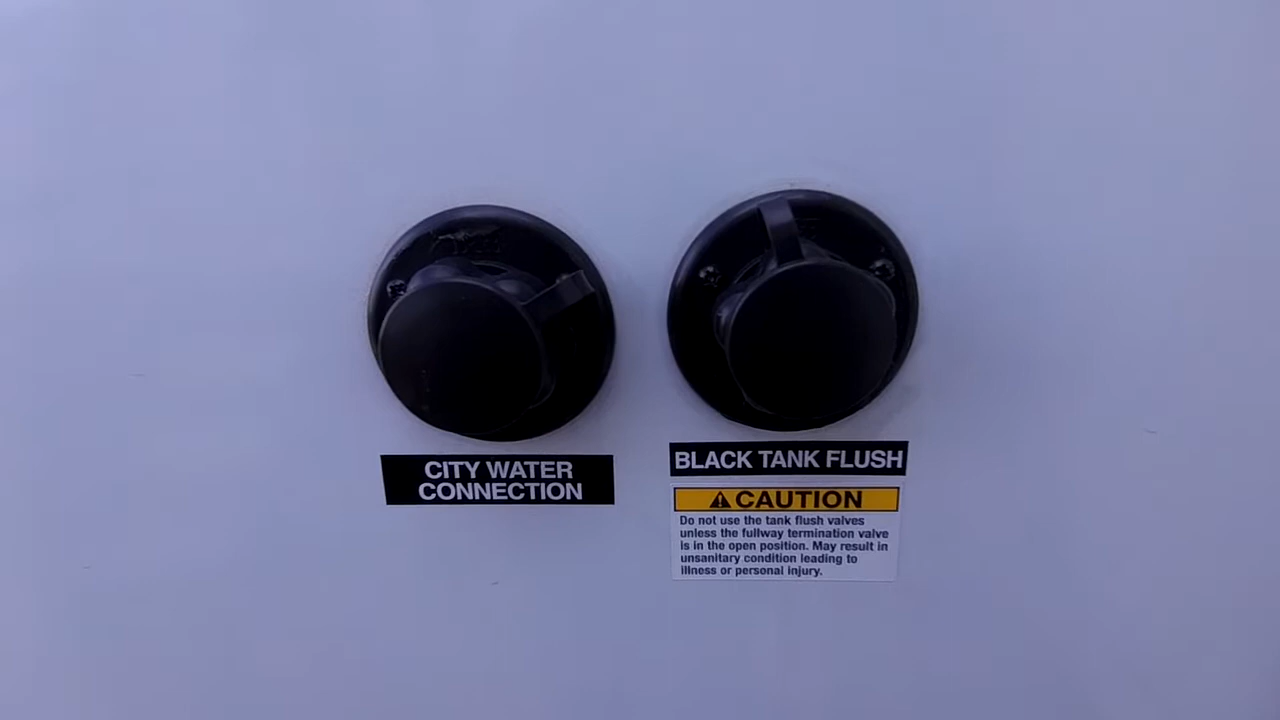 CITY WATER
CONNECTION
BLACK TANK FLUSH
CAUTION
Do not use the tank flush valves
unless the fullway termination valve
is in the open position. May result in
unsanitary condition leading to
illness or personal injury.